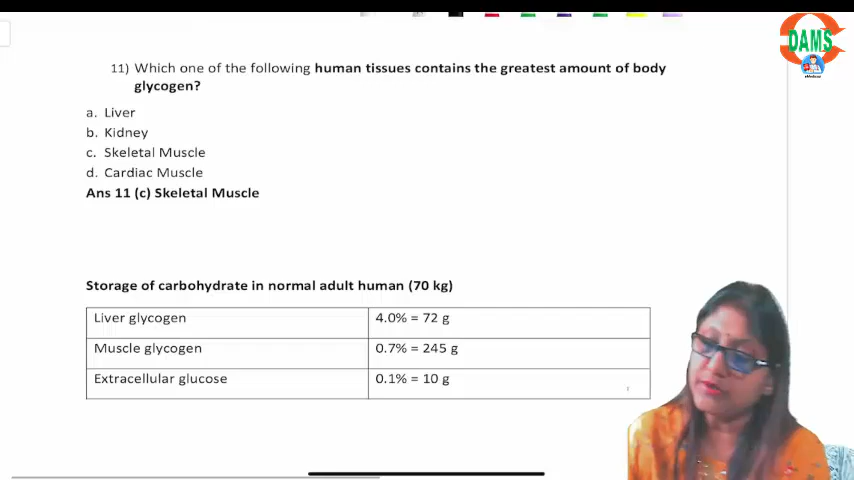 DAMS
11) Which one of the following human tissues contains the greatest amount of body
glycogen?
a. Liver
b. Kidney
c. Skeletal Muscle
d. Cardiac Muscle
Ans 11 (c) Skeletal Muscle
Storage of carbohydrate in normal adult human (70 kg)
Liver glycogen 4.0% = 72 g
Muscle glycogen 0.7% = 245 g
Extracellular glucose 0.1% = 10 g